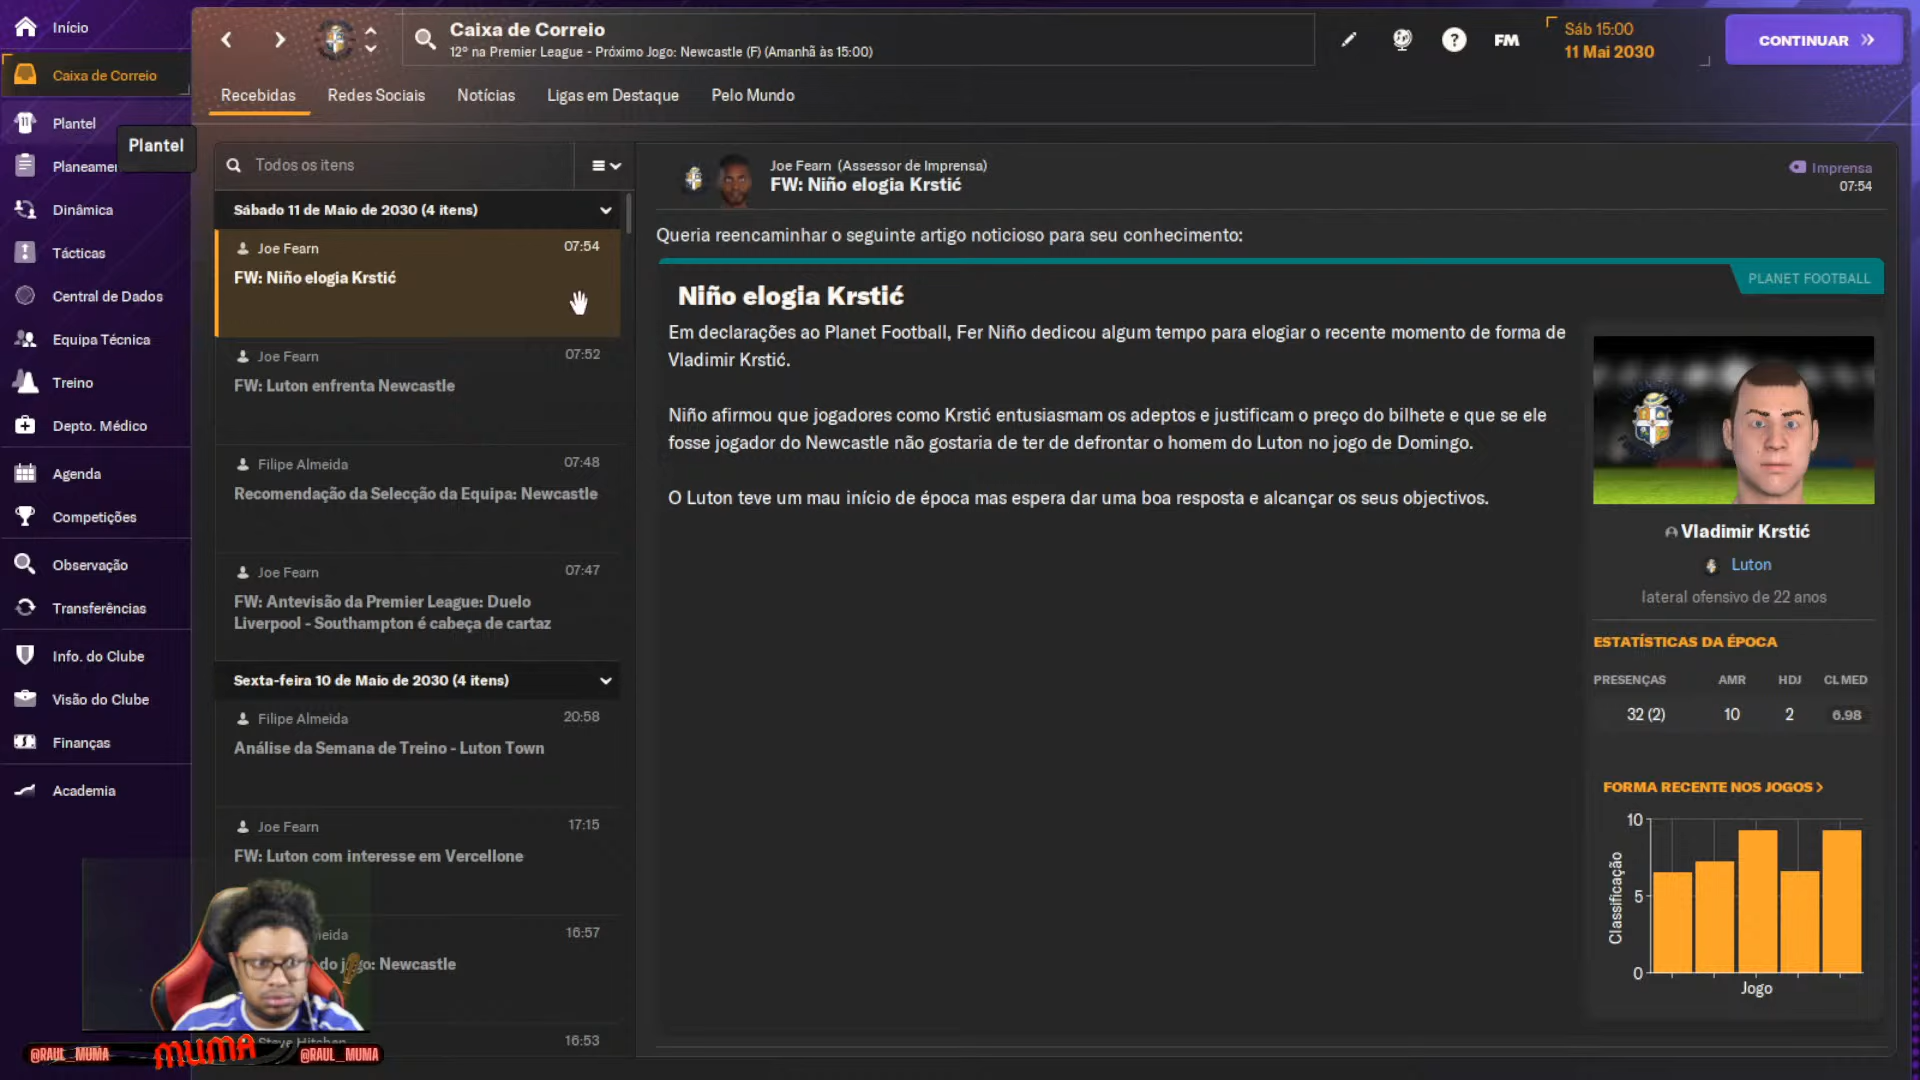 Início
Caixa de Correio
Plantel
Plantel
Planeamen
Dinâmica
Tácticas
Central de Dados
Equipa Técnica
Treino
Depto. Médico
Agenda
Competições
Observação
Transferências
Info. do Clube
Visão do Clube
Finanças
Academia
Caixa de Correio
12º na Premier League - Próximo Jogo: Newcastle (F) (Amanhã às 15:00)
?
FM
Sáb 15:00
11 Mai 2030
CONTINUAR
Recebidas
Redes Sociais
Notícias
Ligas em Destaque
Pelo Mundo
Todos os itens
Sábado 11 de Maio de 2030 (4 itens)
Joe Fearn 07:54
FW: Niño elogia Krstić
Joe Fearn 07:52
FW: Luton enfrenta Newcastle
Filipe Almeida 07:48
Recomendação da Selecção da Equipa: Newcastle
Joe Fearn 07:47
FW: Antevisão da Premier League: Duelo
Liverpool - Southampton é cabeça de cartaz
Sexta-feira 10 de Maio de 2030 (4 itens)
Filipe Almeida 20:58
Análise da Semana de Treino - Luton Town
Joe Fearn 17:15
FW: Luton com interesse em Vercellone
meida 16:57
do jogo: Newcastle
Steve Hitchen 16:53
Joe Fearn (Assessor de Imprensa)
FW: Niño elogia Krstić
Imprensa
07:54
Queria reencaminhar o seguinte artigo noticioso para seu conhecimento:
PLANET FOOTBALL
Niño elogia Krstić
Em declarações ao Planet Football, Fer Niño dedicou algum tempo para elogiar o recente momento de forma de
Vladimir Krstić.
Niño afirmou que jogadores como Krstić entusiasmam os adeptos e justificam o preço do bilhete e que se ele
fosse jogador do Newcastle não gostaria de ter de defrontar o homem do Luton no jogo de Domingo.
O Luton teve um mau início de época mas espera dar uma boa resposta e alcançar os seus objectivos.
Vladimir Krstić
Luton
lateral ofensivo de 22 anos
ESTATÍSTICAS DA ÉPOCA
PRESENÇAS AMR HDJ CL MED
32 (2) 10 2 6.98
FORMA RECENTE NOS JOGOS
10
5
0
Classificação
Jogo
@RAUL_MUMA
MUMA
@RAUL_MUMA